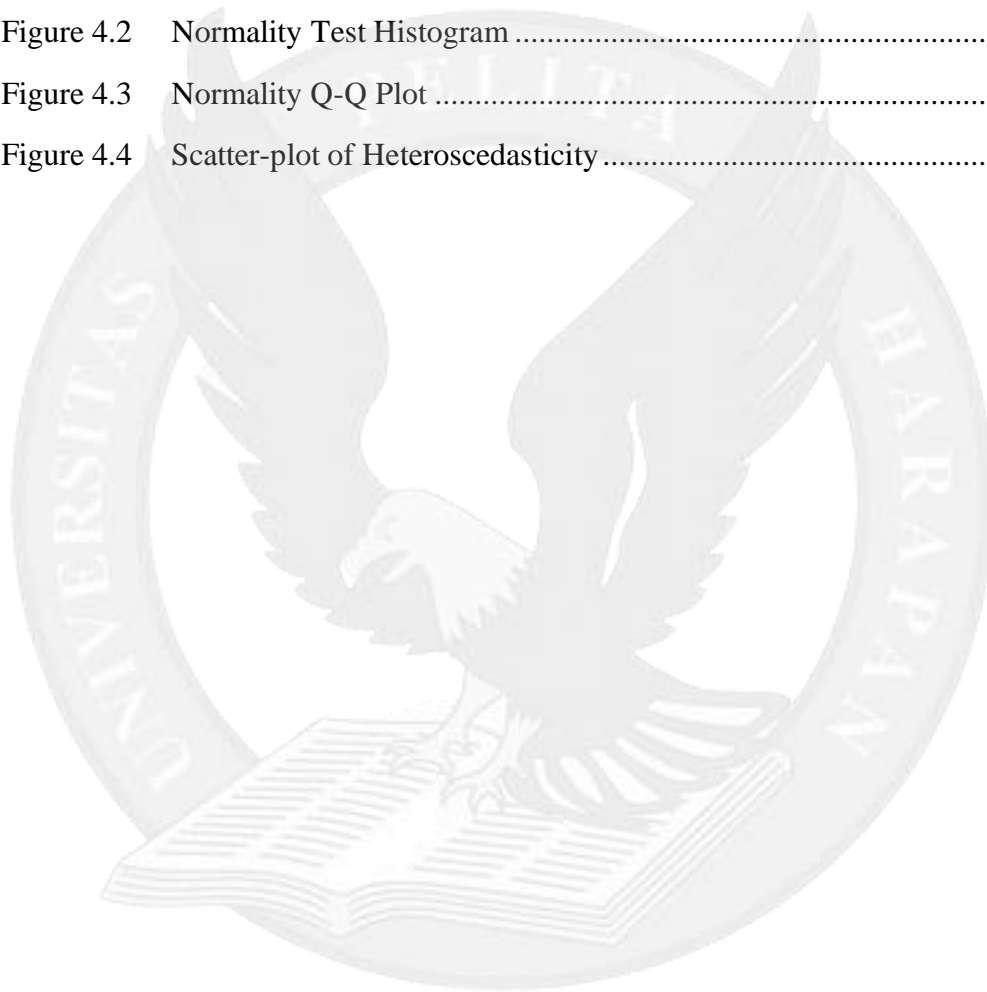 Figure 4.2 Normality Test Histogram ........................................................
Figure 4.3 Normality Q-Q Plot ..................................................................
Figure 4.4 Scatter-plot of Heteroscedasticity .............................................
UNIVERSITAS PELITA HARAPAN